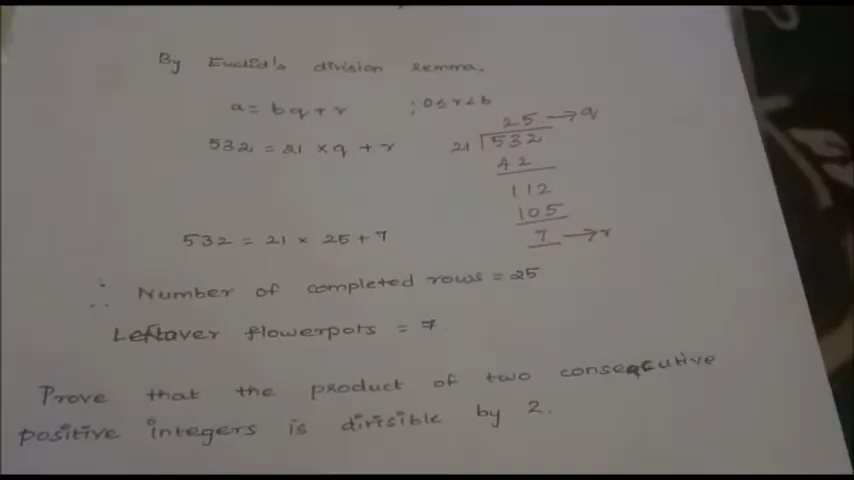 By Euclid's division lemma,
a = bq + r ; 0 ≤ r < b
532 = 21 × q + r
25 → q
21 532
42
112
105
7 → r
532 = 21 × 25 + 7
∴ Number of completed rows = 25
Leftover flowerpots = 7.
Prove that the product of two consecutive
positive integers is divisible by 2.